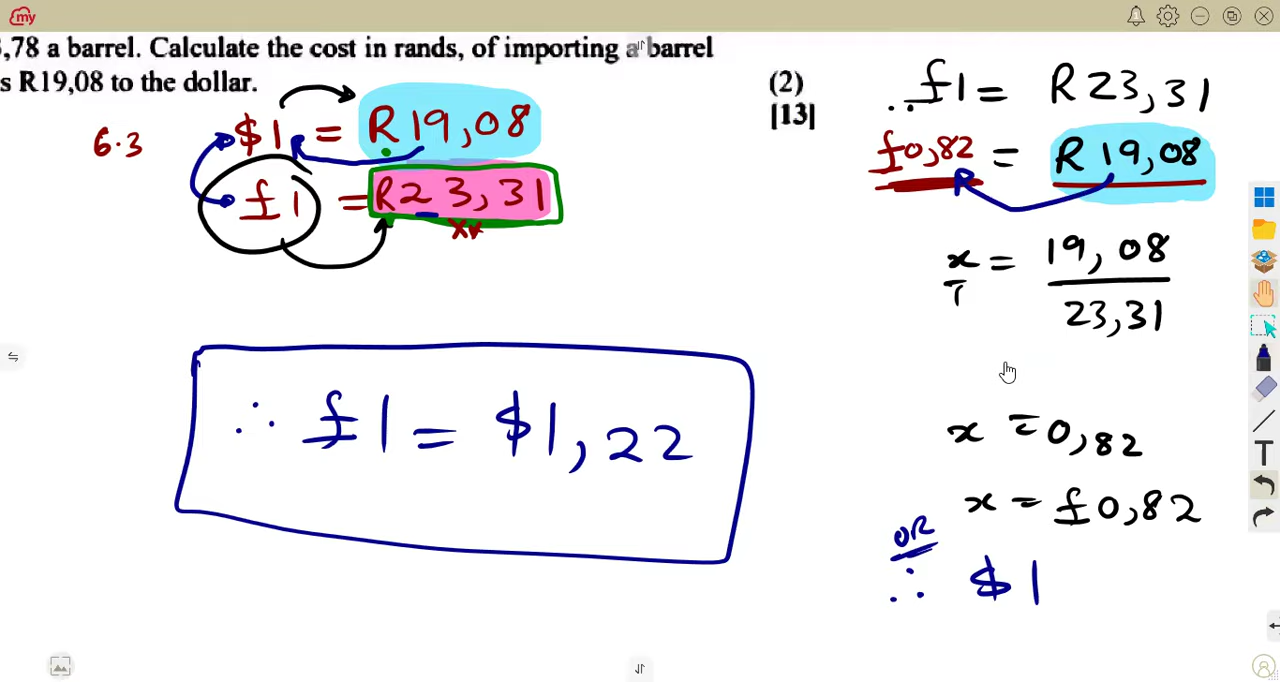 my
,78 a barrel. Calculate the cost in rands, of importing a barrel
s R19,08 to the dollar.
(2)
[13]
6.3
$1 = R19,08
£1 = R23,31
xx
∴ £1 = $1,22
∴ £1 = R23,31
£0,82 = R19,08
x = 19,08
1 23,31
x = 0,82
x = £0,82
OR
∴ $1
T